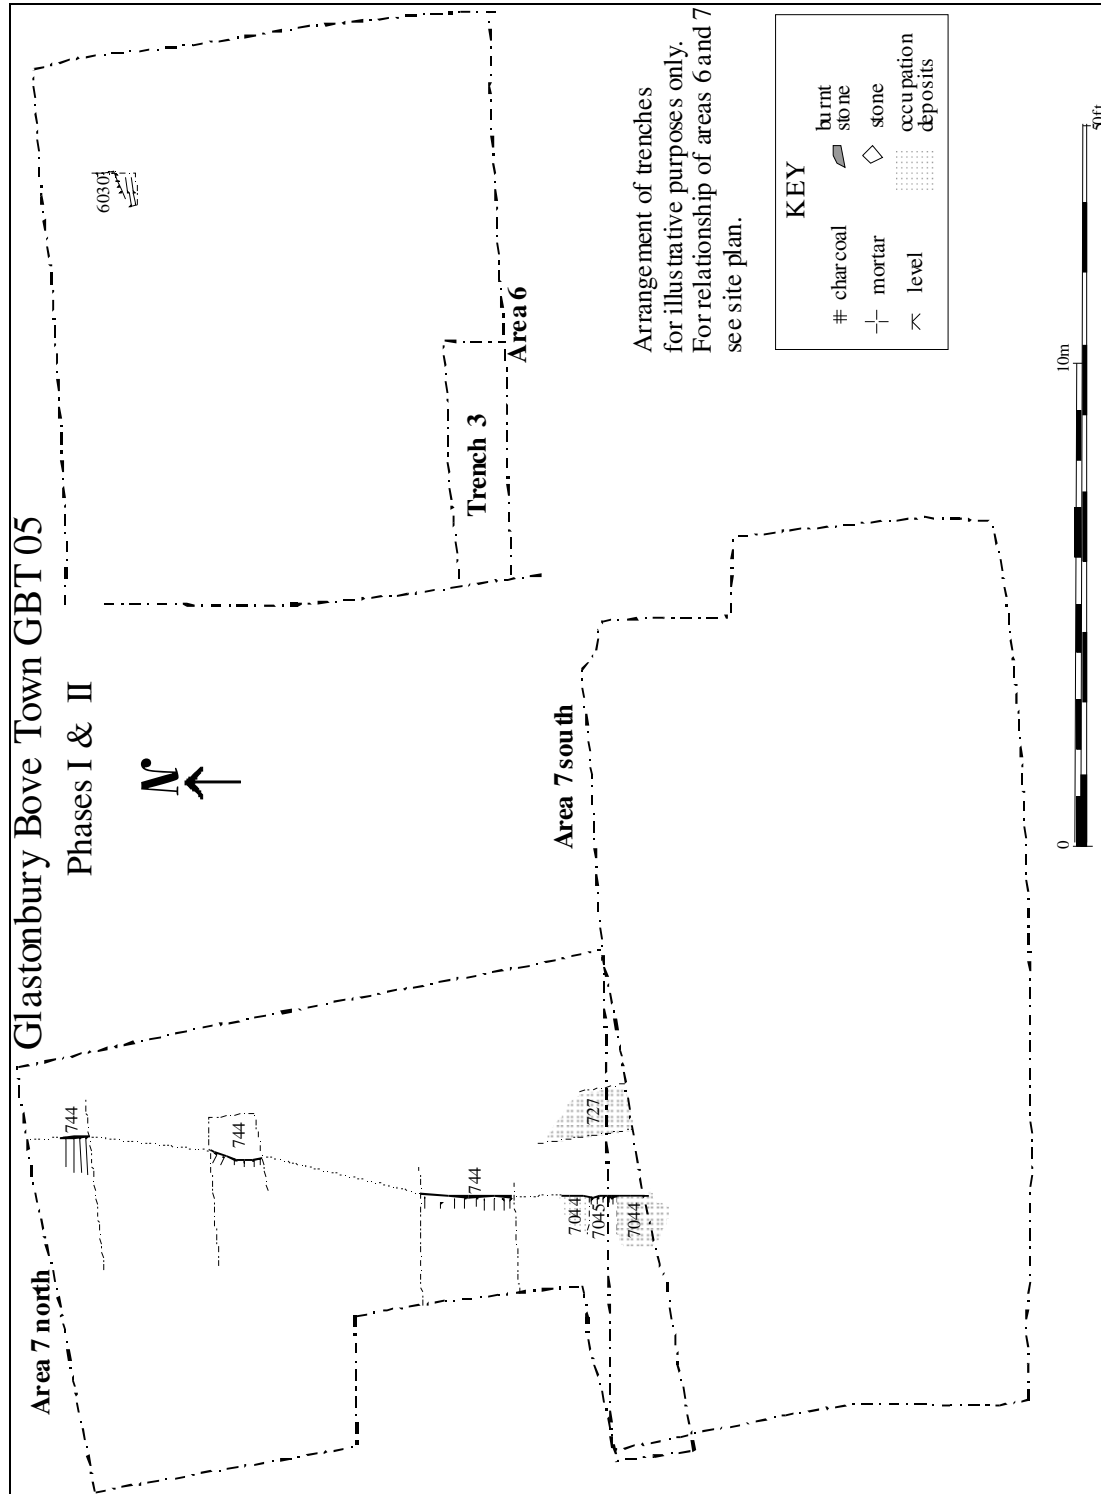 Glastonbury Bove Town GBT 05
Phases I & II
N
Area 7 north
744
744
744
7044
7045
7044
727
Area 7 south
6030
Trench 3
Area 6
Arrangement of trenches
for illustrative purposes only.
For relationship of areas 6 and 7
see site plan.
KEY
charcoal
mortar
level
burnt
stone
stone
occupation
deposits
0
10m
50ft